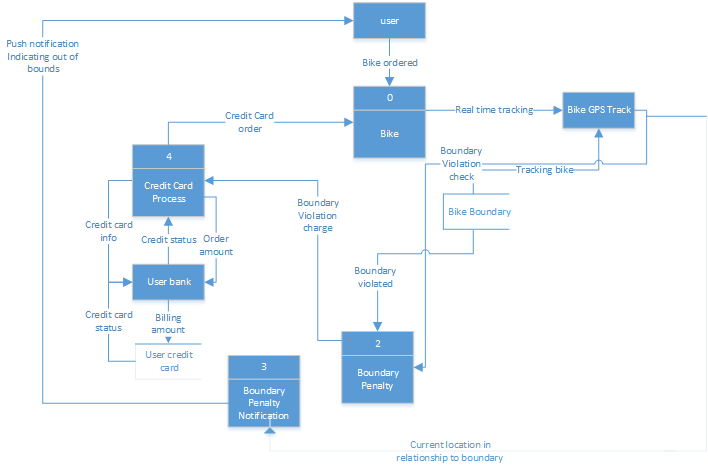 user
Push notification
Indicating out of
bounds
Bike ordered
0
Bike
Real time tracking
Bike GPS Track
Credit Card
order
4
Credit Card
Process
Boundary
Violation
check
Tracking bike
Bike Boundary
Boundary
Violation
charge
Credit card
info
Credit status
Order
amount
User bank
Boundary
violated
Credit card
status
Billing
amount
User credit
card
2
Boundary
Penalty
3
Boundary
Penalty
Notification
Current location in
relationship to boundary